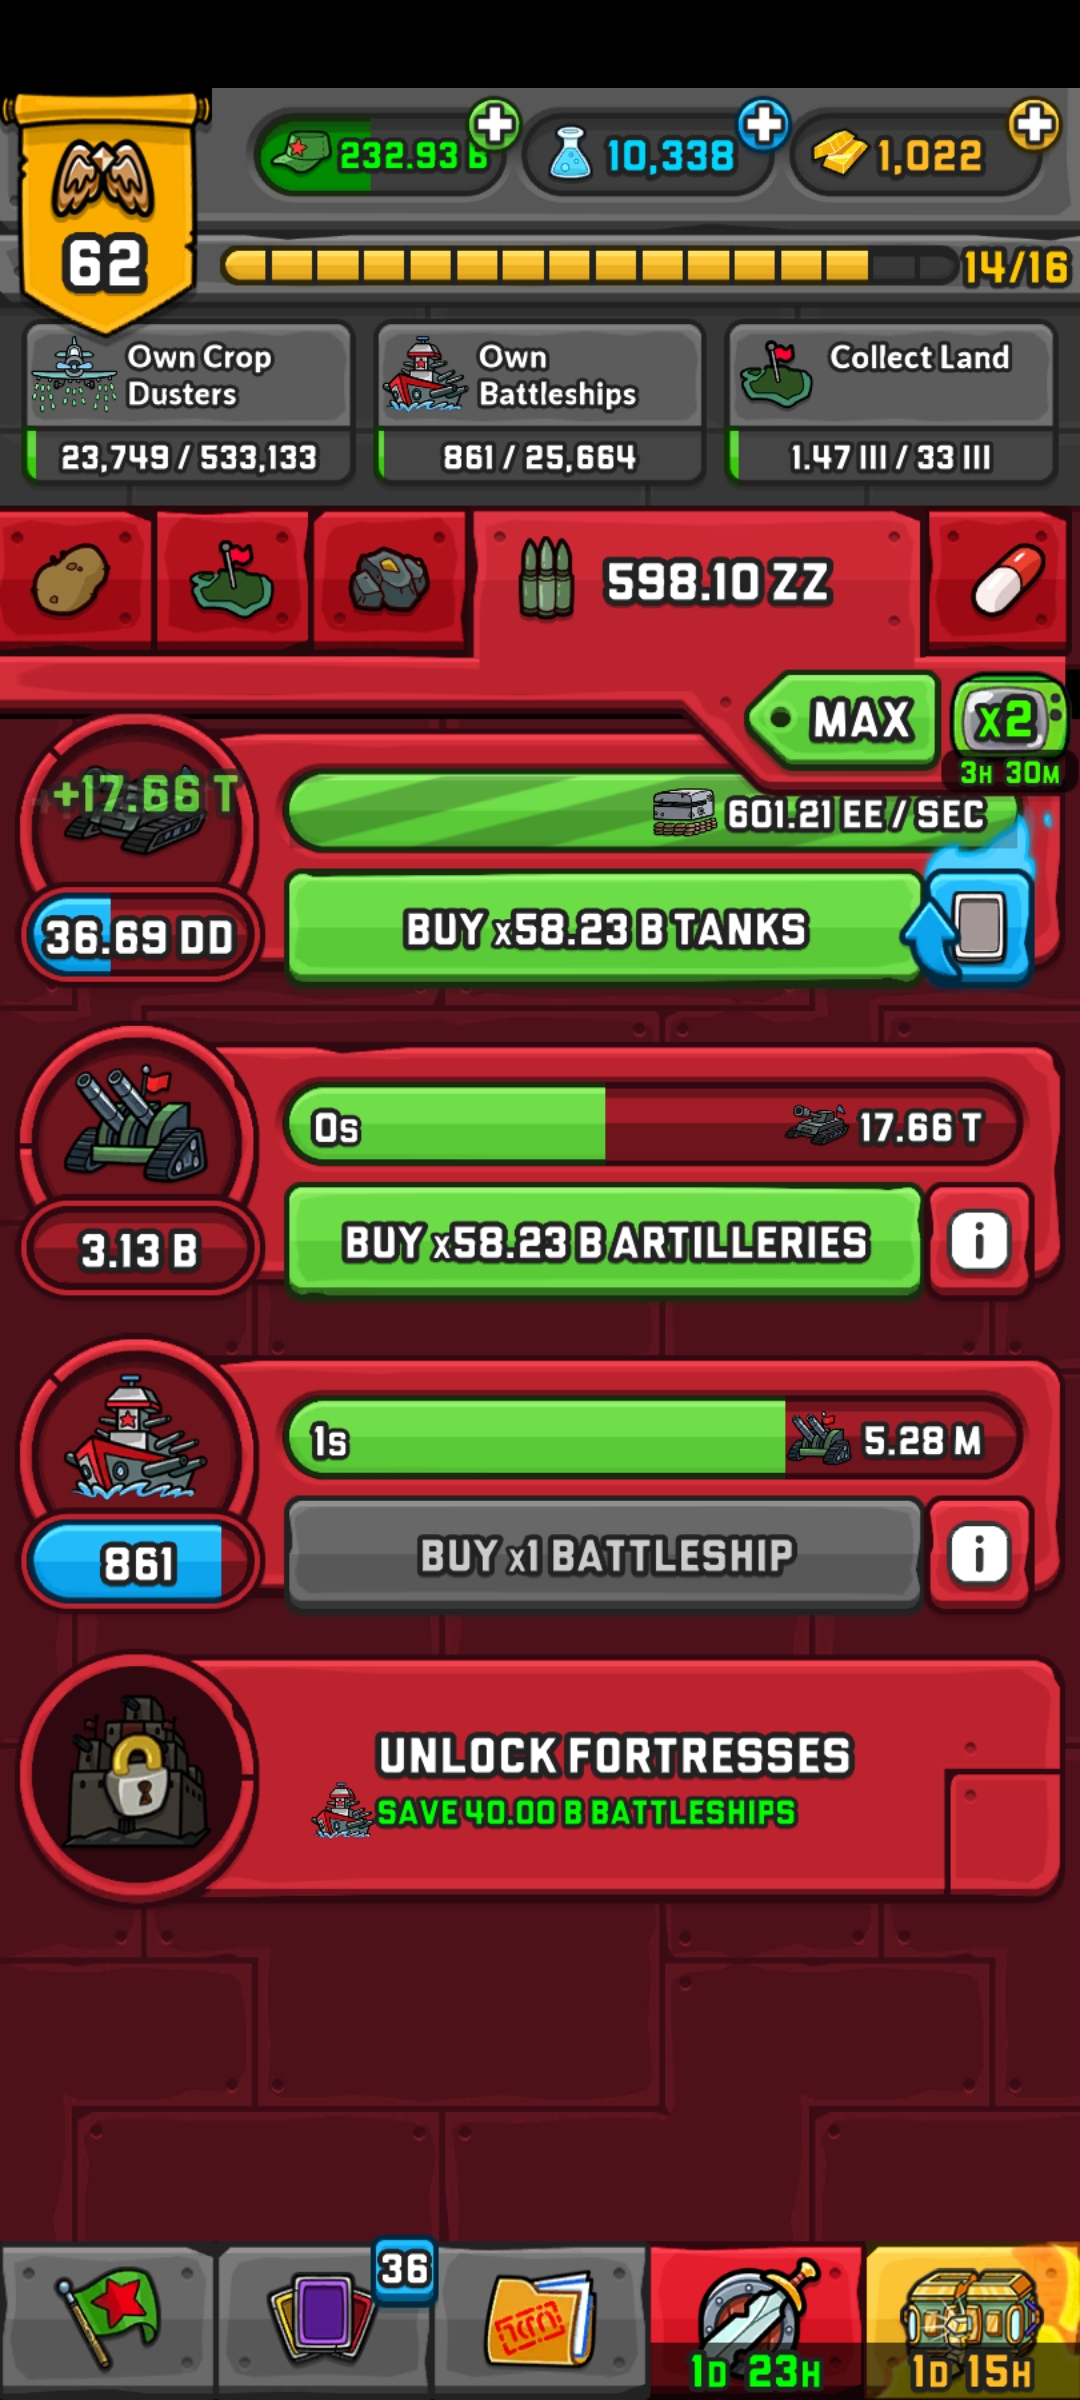 232.93 B
10,338
1,022
62
14/16
Own Crop
Dusters
Own
Battleships
Collect Land
23,749 / 533,133
861 / 25,664
1.47 III / 33 III
598.10 ZZ
MAX
x2
3H 30M
+17.66 T
601.21 EE / SEC
36.69 DD
BUY x58.23 B TANKS
0s
17.66 T
3.13 B
BUY x58.23 B ARTILLERIES
i
1s
5.28 M
861
BUY x1 BATTLESHIP
i
UNLOCK FORTRESSES
SAVE 40.00 B BATTLESHIPS
36
1D 23H
1D 15H